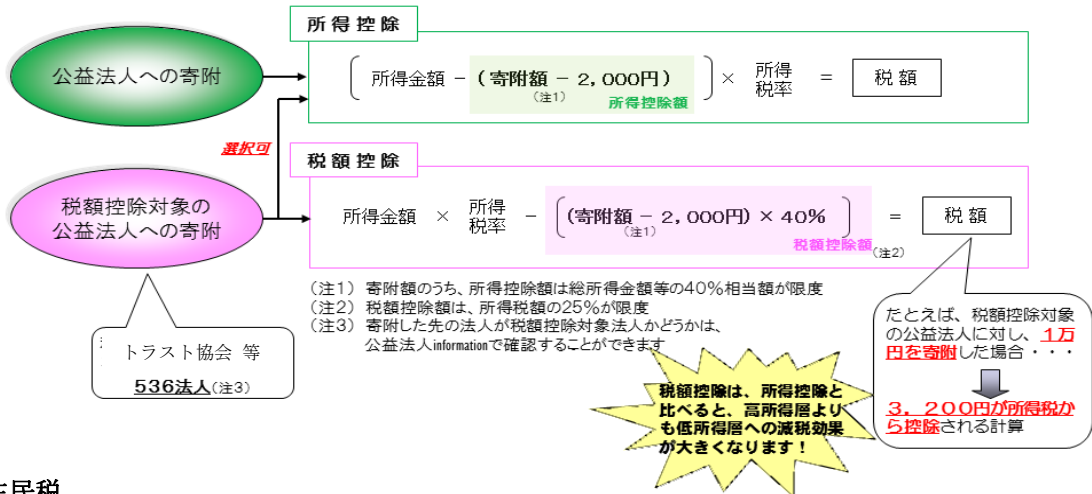 所得控除
公益法人への寄附
所得金額 － (寄附額 － 2,000円) × 所得税率 ＝ 税額
(注1) 所得控除額
選択可
税額控除
税額控除対象の
公益法人への寄附
所得金額 × 所得税率 － (寄附額 － 2,000円) × 40% ＝ 税額
(注1)
税額控除額(注2)
(注1) 寄附額のうち、所得控除額は総所得金額等の40%相当額が限度
(注2) 税額控除額は、所得税額の25%が限度
(注3) 寄附した先の法人が税額控除対象法人かどうかは、
公益法人informationで確認することができます
トラスト協会 等
536法人(注3)
たとえば、税額控除対象
の公益法人に対し、1万
円を寄附した場合・・・
3，200円が所得税か
ら控除される計算
税額控除は、所得控除と
比べると、高所得層より
も低所得層への減税効果
が大きくなります！
住民税